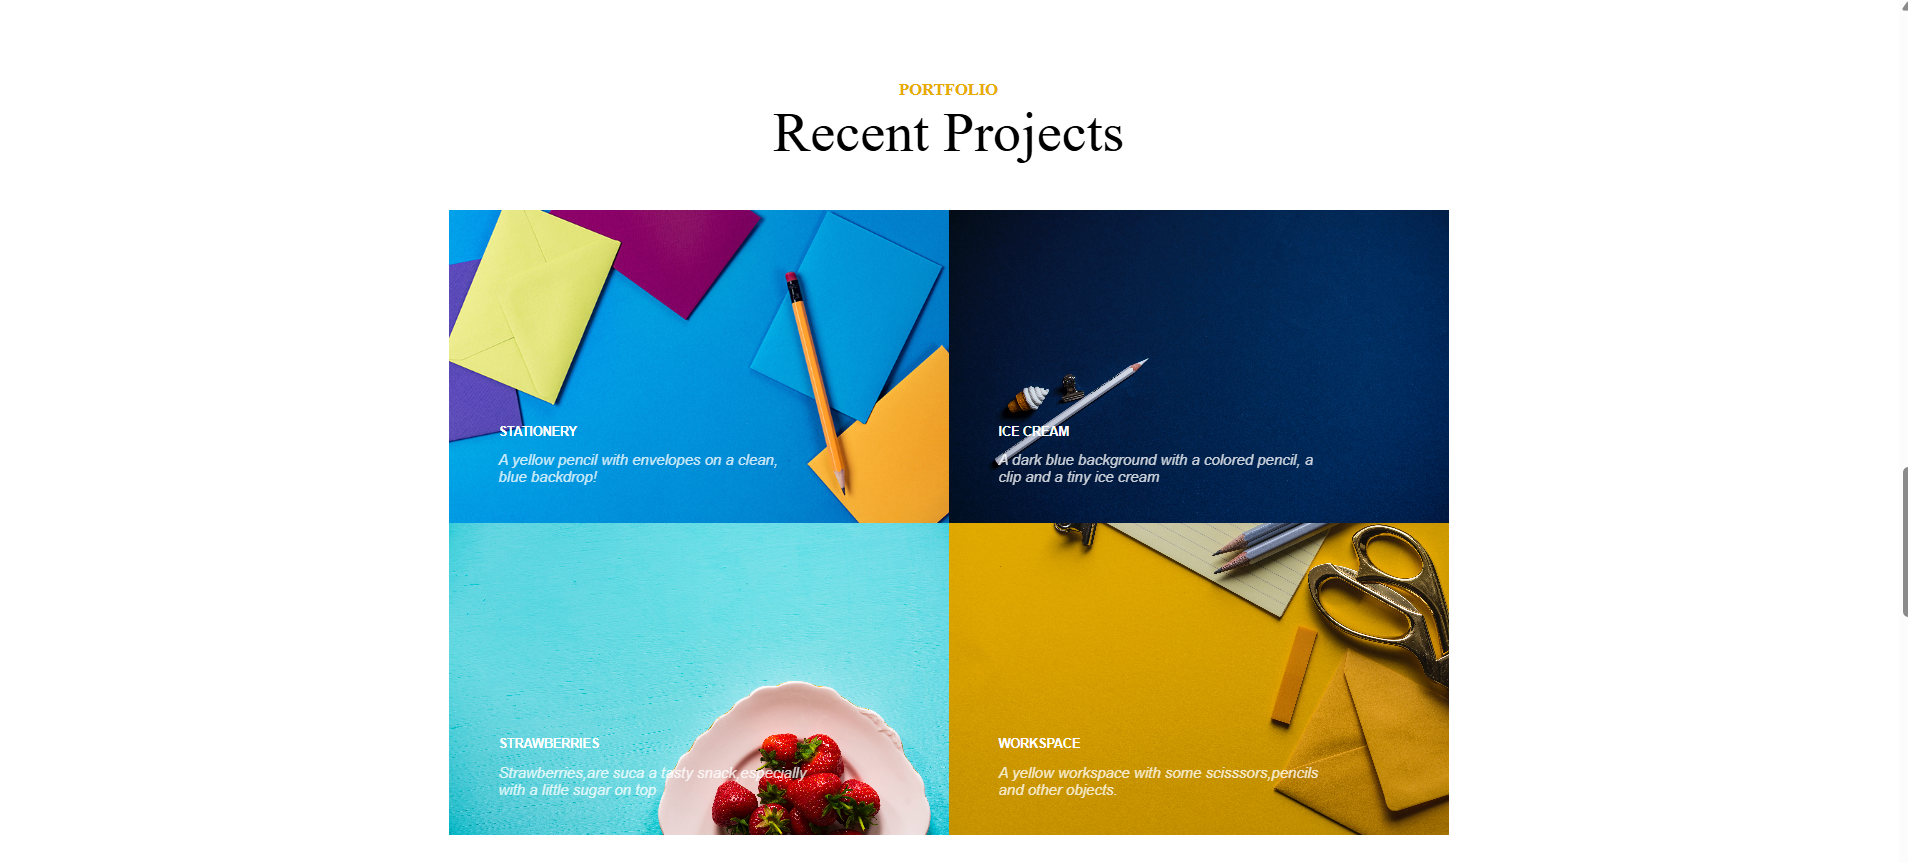 PORTFOLIO
Recent Projects
STATIONERY
A yellow pencil with envelopes on a clean,
blue backdrop!
ICE CREAM
A dark blue background with a colored pencil, a
clip and a tiny ice cream
STRAWBERRIES
Strawberries,are suca a tasty snack,especially
with a little sugar on top
WORKSPACE
A yellow workspace with some scisssors,pencils
and other objects.